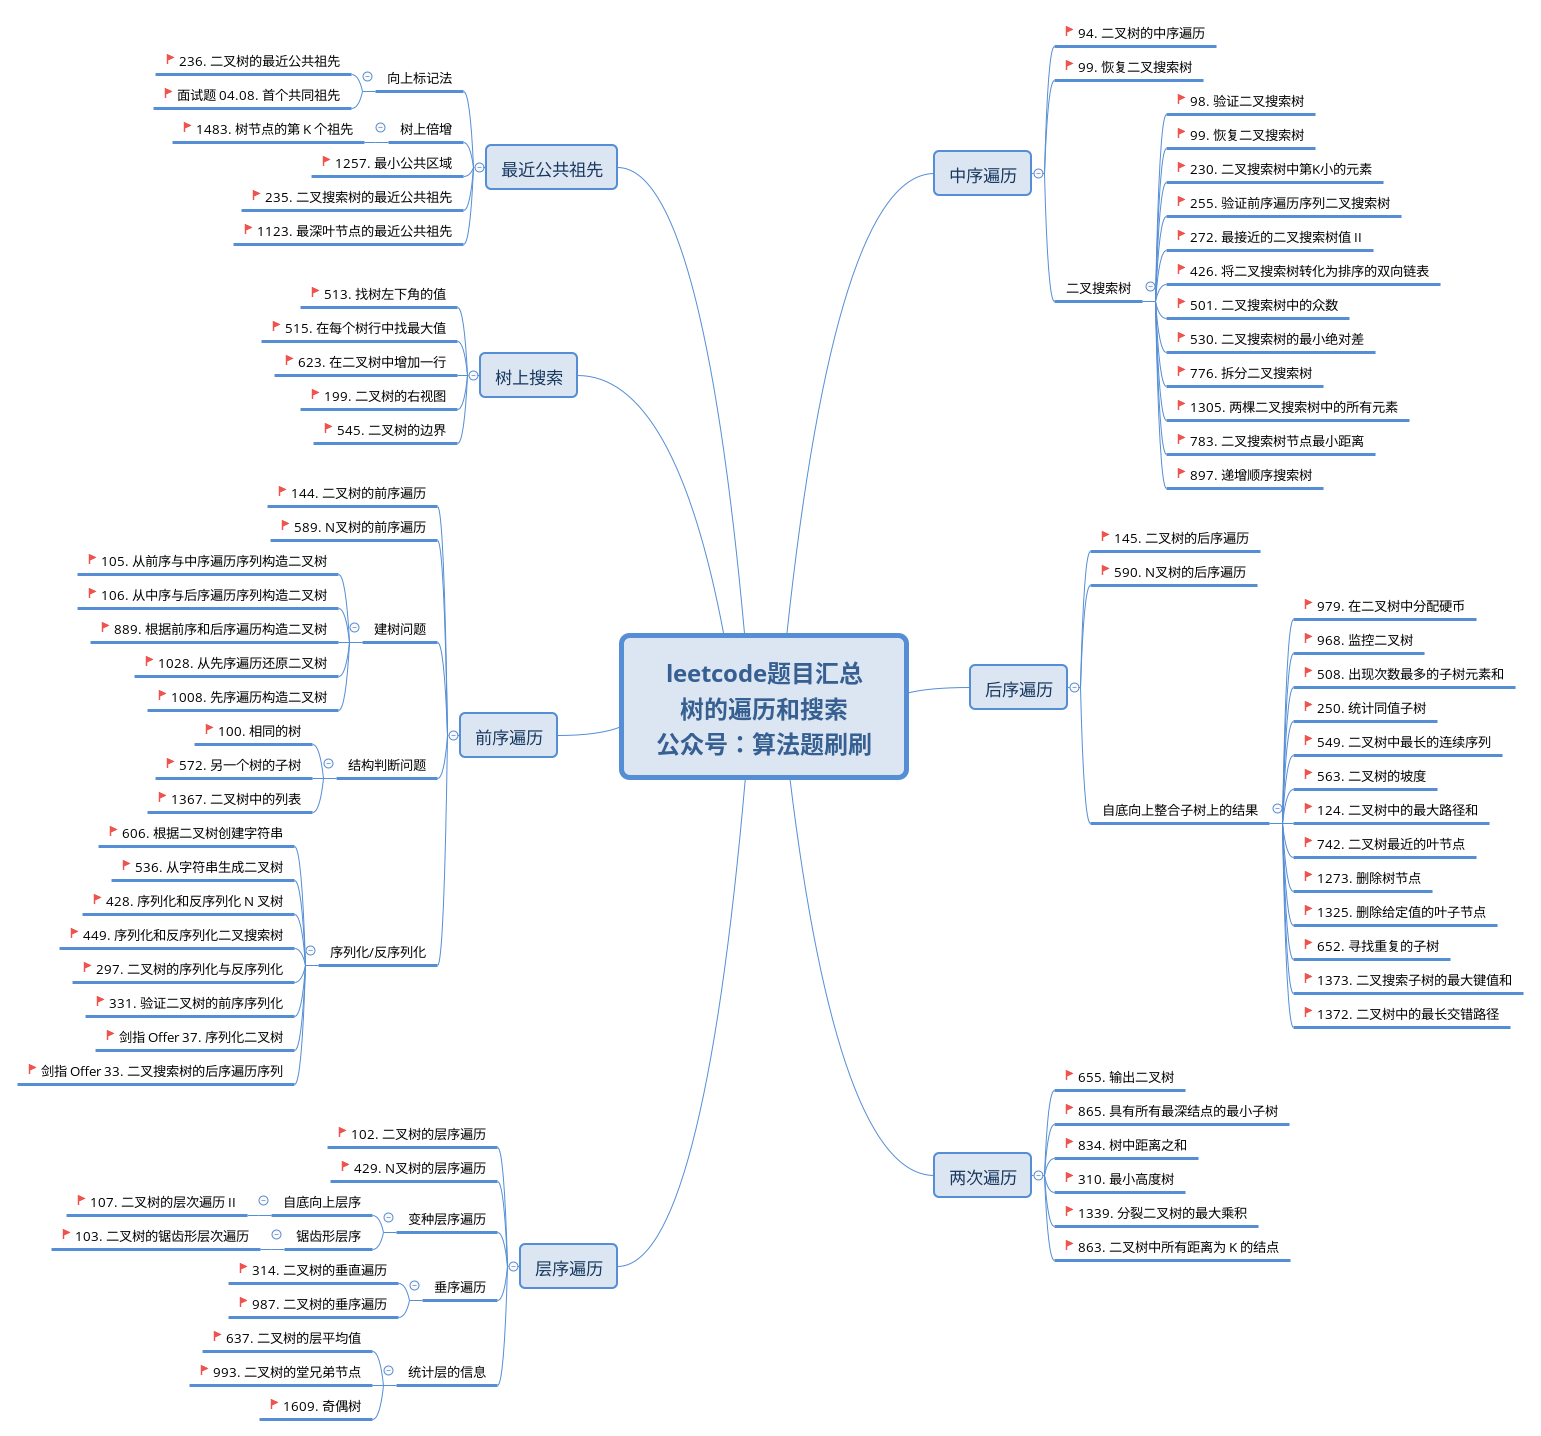 leetcode题目汇总
树的遍历和搜索
公众号：算法题刷刷
中序遍历
94. 二叉树的中序遍历
99. 恢复二叉搜索树
二叉搜索树
98. 验证二叉搜索树
99. 恢复二叉搜索树
230. 二叉搜索树中第K小的元素
255. 验证前序遍历序列二叉搜索树
272. 最接近的二叉搜索树值 II
426. 将二叉搜索树转化为排序的双向链表
501. 二叉搜索树中的众数
530. 二叉搜索树的最小绝对差
776. 拆分二叉搜索树
1305. 两棵二叉搜索树中的所有元素
783. 二叉搜索树节点最小距离
897. 递增顺序搜索树
后序遍历
145. 二叉树的后序遍历
590. N叉树的后序遍历
自底向上整合子树上的结果
979. 在二叉树中分配硬币
968. 监控二叉树
508. 出现次数最多的子树元素和
250. 统计同值子树
549. 二叉树中最长的连续序列
563. 二叉树的坡度
124. 二叉树中的最大路径和
742. 二叉树最近的叶节点
1273. 删除树节点
1325. 删除给定值的叶子节点
652. 寻找重复的子树
1373. 二叉搜索子树的最大键值和
1372. 二叉树中的最长交错路径
两次遍历
655. 输出二叉树
865. 具有所有最深结点的最小子树
834. 树中距离之和
310. 最小高度树
1339. 分裂二叉树的最大乘积
863. 二叉树中所有距离为 K 的结点
最近公共祖先
向上标记法
236. 二叉树的最近公共祖先
面试题 04.08. 首个共同祖先
树上倍增
1483. 树节点的第 K 个祖先
1257. 最小公共区域
235. 二叉搜索树的最近公共祖先
1123. 最深叶节点的最近公共祖先
树上搜索
513. 找树左下角的值
515. 在每个树行中找最大值
623. 在二叉树中增加一行
199. 二叉树的右视图
545. 二叉树的边界
前序遍历
144. 二叉树的前序遍历
589. N叉树的前序遍历
建树问题
105. 从前序与中序遍历序列构造二叉树
106. 从中序与后序遍历序列构造二叉树
889. 根据前序和后序遍历构造二叉树
1028. 从先序遍历还原二叉树
1008. 先序遍历构造二叉树
结构判断问题
100. 相同的树
572. 另一个树的子树
1367. 二叉树中的列表
序列化/反序列化
606. 根据二叉树创建字符串
536. 从字符串生成二叉树
428. 序列化和反序列化 N 叉树
449. 序列化和反序列化二叉搜索树
297. 二叉树的序列化与反序列化
331. 验证二叉树的前序序列化
剑指 Offer 37. 序列化二叉树
剑指 Offer 33. 二叉搜索树的后序遍历序列
层序遍历
102. 二叉树的层序遍历
429. N叉树的层序遍历
变种层序遍历
自底向上层序
107. 二叉树的层次遍历 II
锯齿形层序
103. 二叉树的锯齿形层次遍历
垂序遍历
314. 二叉树的垂直遍历
987. 二叉树的垂序遍历
统计层的信息
637. 二叉树的层平均值
993. 二叉树的堂兄弟节点
1609. 奇偶树